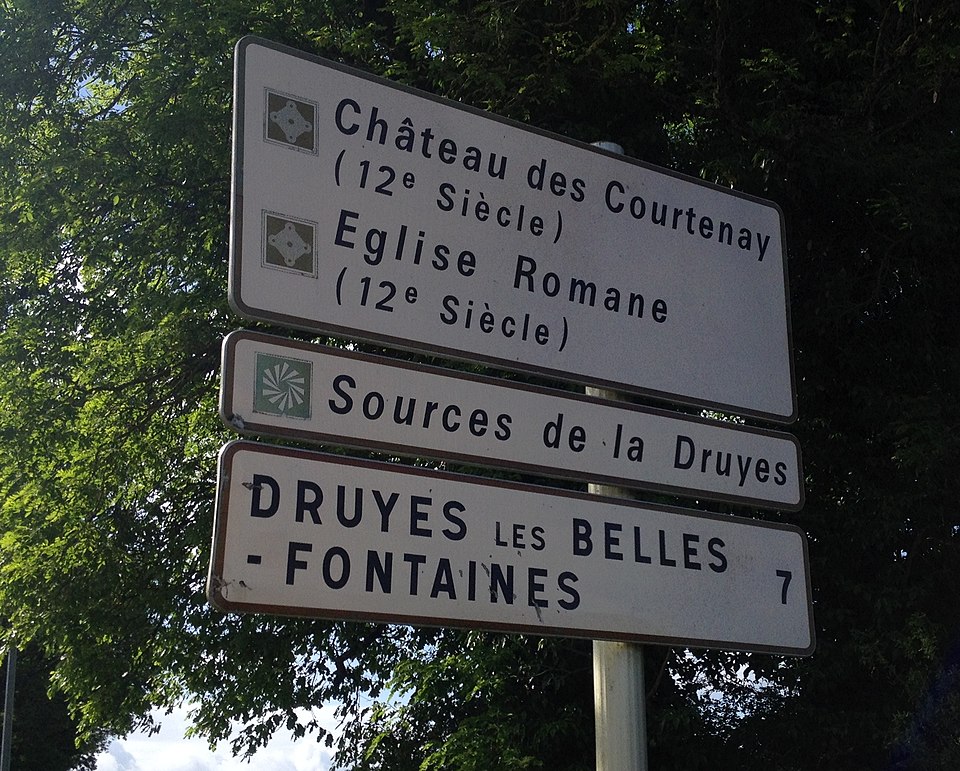 Château des Courtenay
(12e Siècle)
Eglise Romane
(12e Siècle)
Sources de la Druyes
DRUYES LES BELLES
- FONTAINES 7